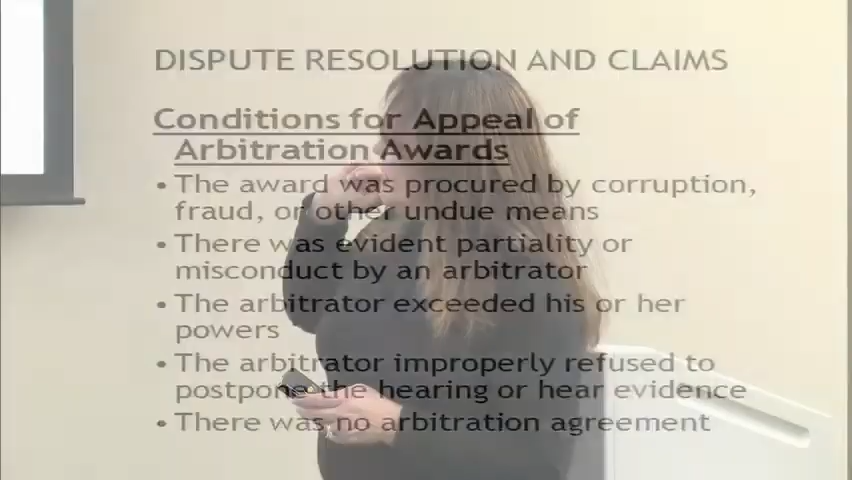 DISPUTE RESOLUTION AND CLAIMS
Conditions for Appeal of
Arbitration Awards
• The award was procured by corruption,
fraud, or other undue means
• There was evident partiality or
misconduct by an arbitrator
• The arbitrator exceeded his or her
powers
• The arbitrator improperly refused to
postpone the hearing or hear evidence
• There was no arbitration agreement